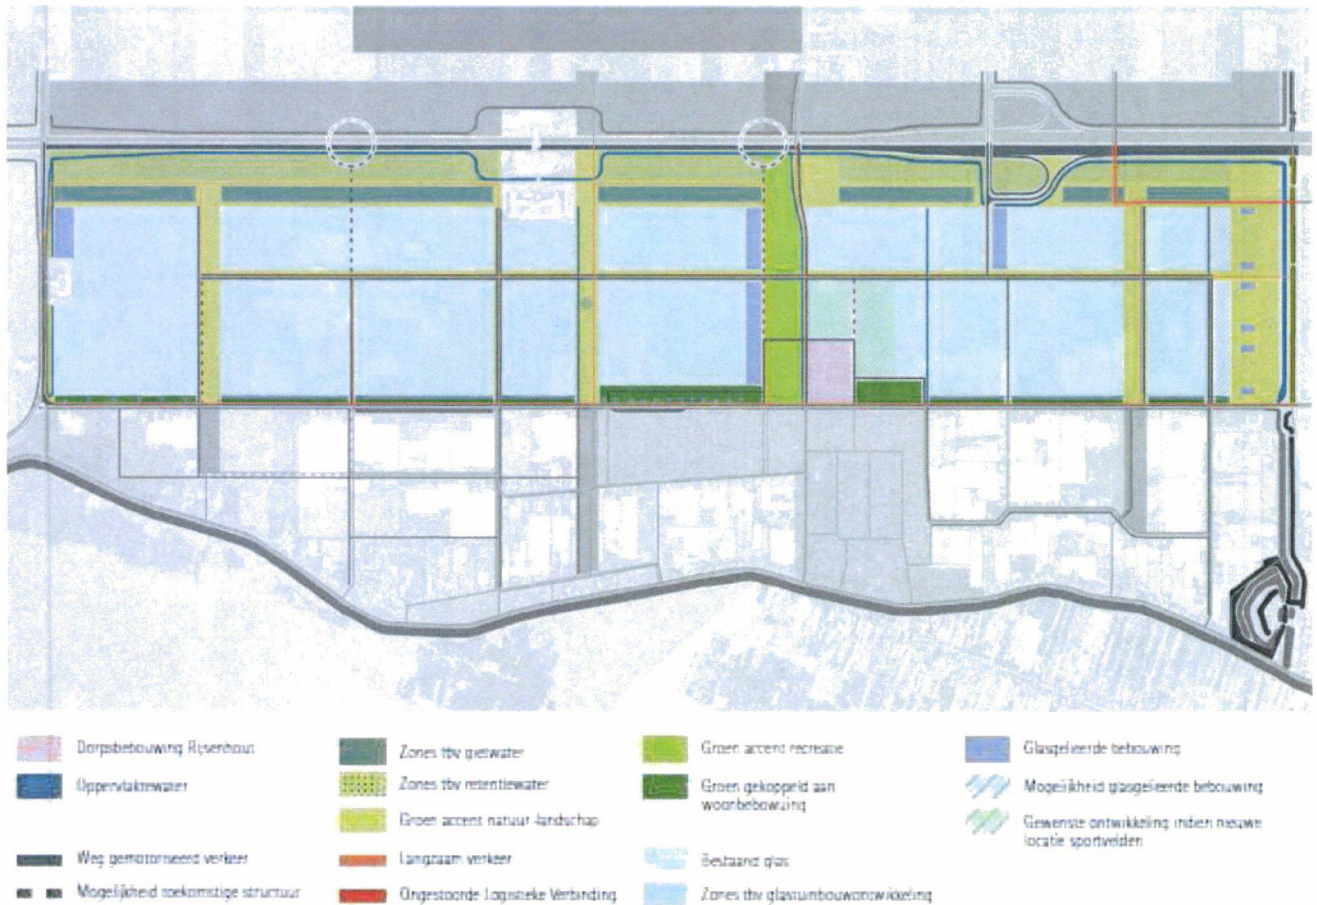 Dorpsbebouwing Rijsenhout
Oppervlaktewater
Weg gemotoriseerd verkeer
Mogelijkheid toekomstige structuur
Zones tbv gietwater
Zones tbv retentiewater
Groen accent natuur-landschap
Langzaam verkeer
Ongestoorde Logistieke Verbinding
Groen accent recreatie
Groen gekoppeld aan
woonbebouwing
Bestaand glas
Zones tbv glastuinbouwontwikkeling
Glasgelieerde bebouwing
Mogelijkheid glasgelieerde bebouwing
Gewenste ontwikkeling indien nieuwe
locatie sportvelden